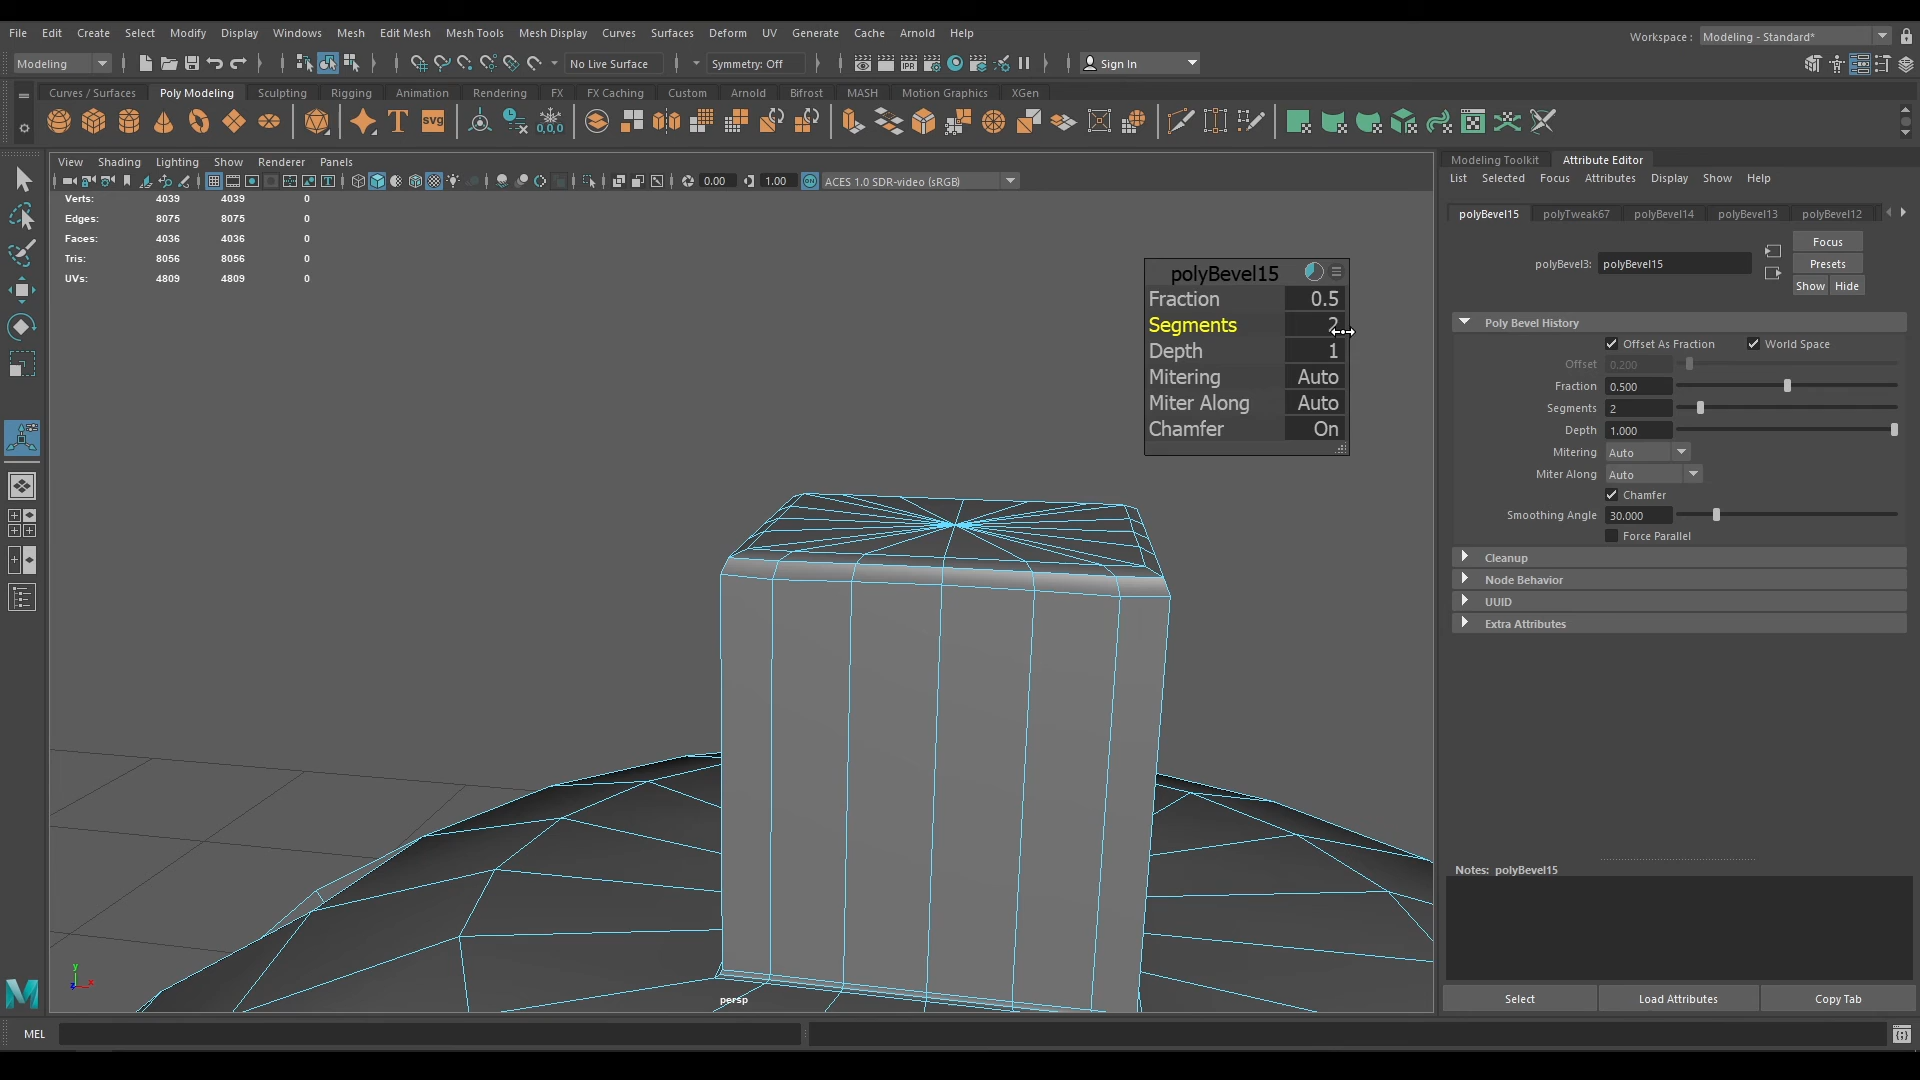 File Edit Create Select Modify Display Windows Mesh Edit Mesh Mesh Tools Mesh Display Curves Surfaces Deform UV Generate Cache Arnold Help
Workspace : Modeling - Standard*
Modeling No Live Surface Symmetry: Off IPR Sign In
Curves / Surfaces Poly Modeling Sculpting Rigging Animation Rendering FX FX Caching Custom Arnold Bifrost MASH Motion Graphics XGen
T svg 0,0,0
View Shading Lighting Show Renderer Panels
0.00 1.00 ON ACES 1.0 SDR-video (sRGB)
Verts: 4039 4039 0
Edges: 8075 8075 0
Faces: 4036 4036 0
Tris: 8056 8056 0
UVs: 4809 4809 0
polyBevel15
Fraction 0.5
Segments 2
Depth 1
Mitering Auto
Miter Along Auto
Chamfer On
y
z x
persp
Modeling Toolkit Attribute Editor
List Selected Focus Attributes Display Show Help
polyBevel15 polyTweak67 polyBevel14 polyBevel13 polyBevel12
Focus
polyBevel3: polyBevel15 Presets
Show Hide
Poly Bevel History
Offset As Fraction World Space
Offset 0.200
Fraction 0.500
Segments 2
Depth 1.000
Mitering Auto
Miter Along Auto
Chamfer
Smoothing Angle 30.000
Force Parallel
Cleanup
Node Behavior
UUID
Extra Attributes
Notes: polyBevel15
Select Load Attributes Copy Tab
MEL